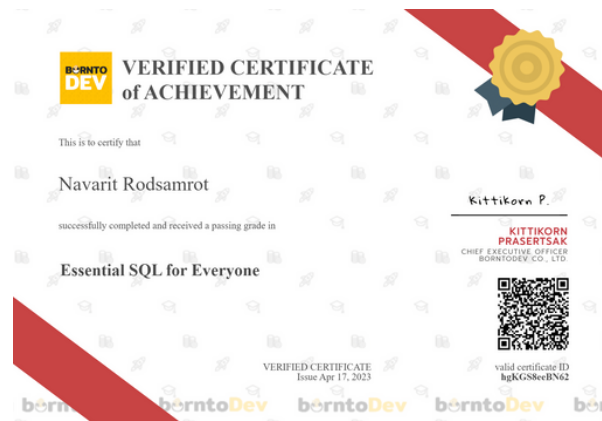 BORNTO
DEV
VERIFIED CERTIFICATE
of ACHIEVEMENT
This is to certify that
Navarit Rodsamrot
successfully completed and received a passing grade in
Essential SQL for Everyone
Kittikorn P.
KITTIKORN
PRASERTSAK
CHIEF EXECUTIVE OFFICER
BORNTODEV CO., LTD.
VERIFIED CERTIFICATE
Issue Apr 17, 2023
valid certificate ID
hgKGS8eeBN62
born
borntoDev
borntoDev
borntoDev